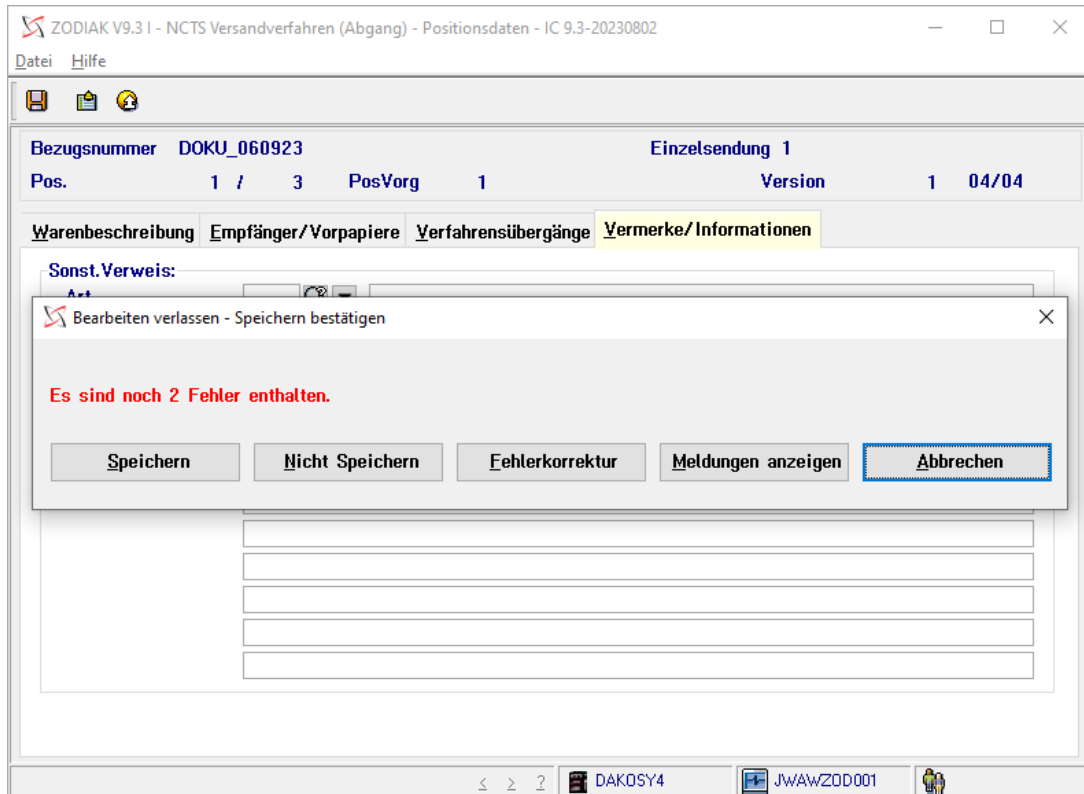 ZODIAK V9.3 I - NCTS Versandverfahren (Abgang) - Positionsdaten - IC 9.3-20230802
Datei Hilfe
Bezugsnummer DOKU_060923 Einzelsendung 1
Pos. 1 / 3 PosVorg 1 Version 1 04/04
Warenbeschreibung Empfänger/Vorpapiere Verfahrensübergänge Vermerke/Informationen
Sonst.Verweis:
Art
Bearbeiten verlassen - Speichern bestätigen
Es sind noch 2 Fehler enthalten.
Speichern Nicht Speichern Fehlerkorrektur Meldungen anzeigen Abbrechen
< > ? DAKOSY4 JWAWZOD001